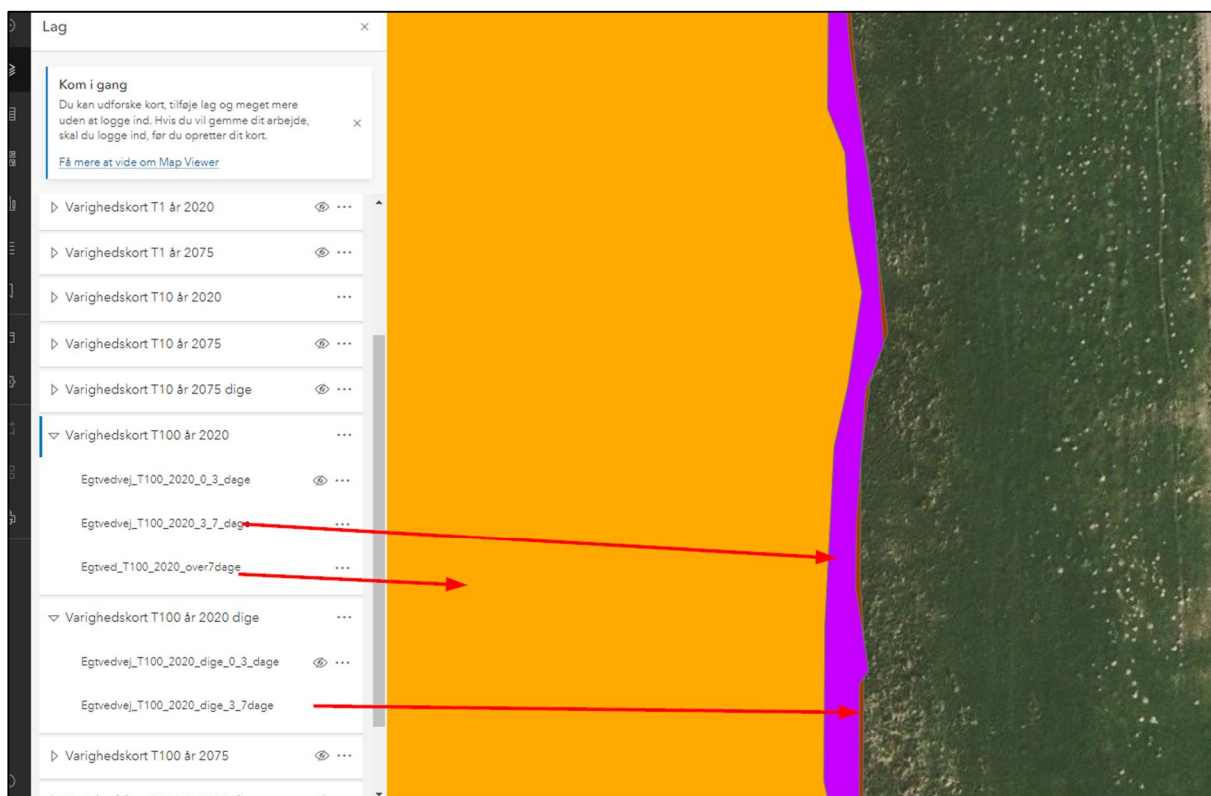 Lag
Kom i gang
Du kan udforske kort, tilføje lag og meget mere
uden at logge ind. Hvis du vil gemme dit arbejde,
skal du logge ind, før du opretter dit kort.
Få mere at vide om Map Viewer
Varighedskort T1 år 2020
Varighedskort T1 år 2075
Varighedskort T10 år 2020
Varighedskort T10 år 2075
Varighedskort T10 år 2075 dige
Varighedskort T100 år 2020
Egtvedvej_T100_2020_0_3_dage
Egtvedvej_T100_2020_3_7_dage
Egtved_T100_2020_over7dage
Varighedskort T100 år 2020 dige
Egtvedvej_T100_2020_dige_0_3_dage
Egtvedvej_T100_2020_dige_3_7dage
Varighedskort T100 år 2075